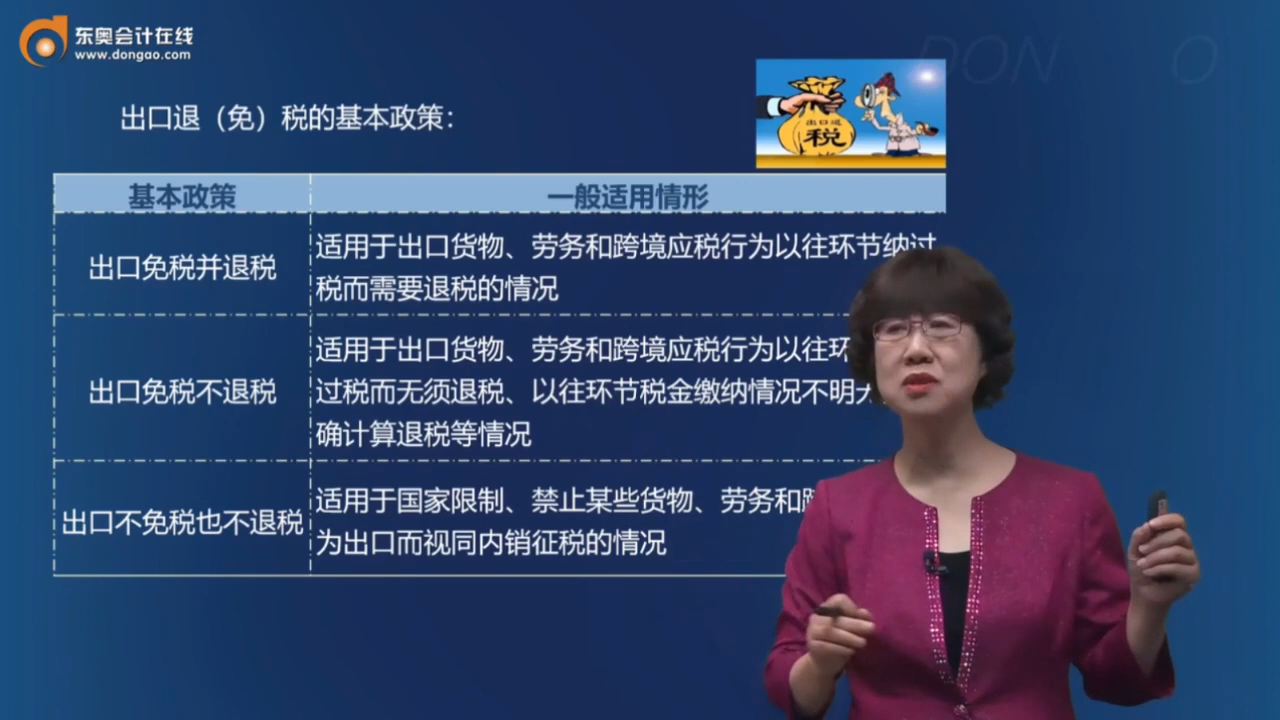 东奥会计在线
www.dongao.com
DON O
出口退（免）税的基本政策：
出口退
税
基本政策
一般适用情形
出口免税并退税
适用于出口货物、劳务和跨境应税行为以往环节纳过
税而需要退税的情况
出口免税不退税
适用于出口货物、劳务和跨境应税行为以往环
过税而无须退税、以往环节税金缴纳情况不明
确计算退税等情况
出口不免税也不退税
适用于国家限制、禁止某些货物、劳务和
为出口而视同内销征税的情况